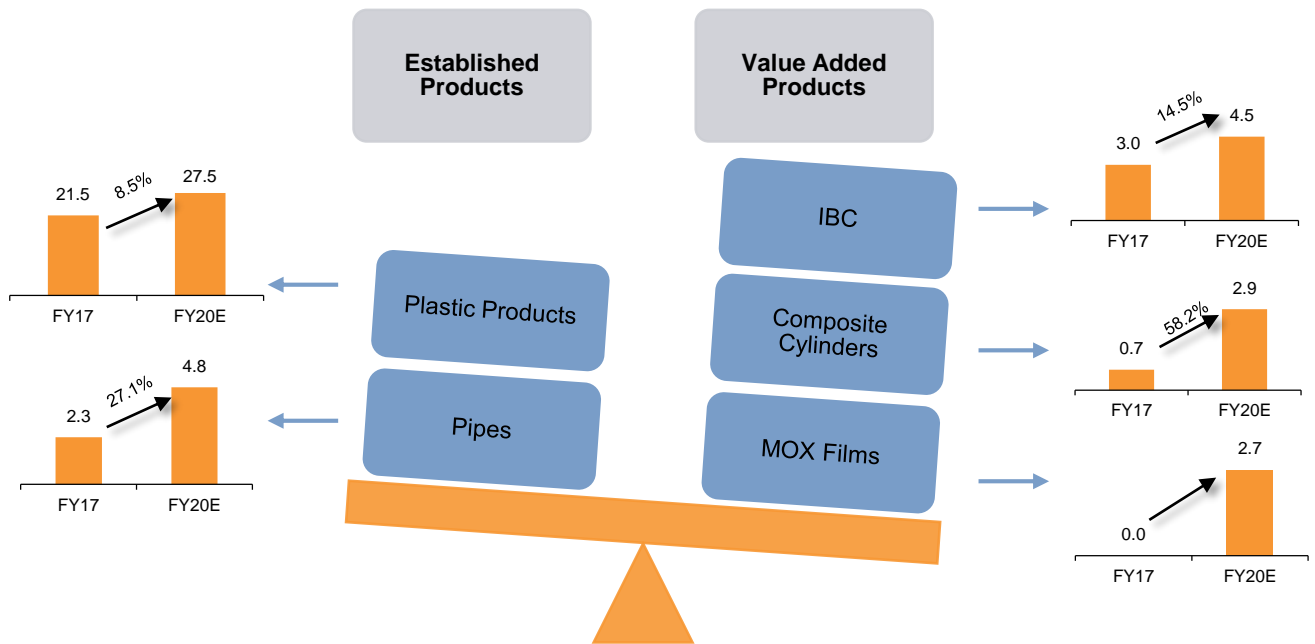 Established
Products
Value Added
Products
21.5
8.5%
27.5
FY17
FY20E
2.3
27.1%
4.8
FY17
FY20E
Plastic Products
Pipes
IBC
Composite
Cylinders
MOX Films
3.0
14.5%
4.5
FY17
FY20E
0.7
58.2%
2.9
FY17
FY20E
0.0
2.7
FY17
FY20E